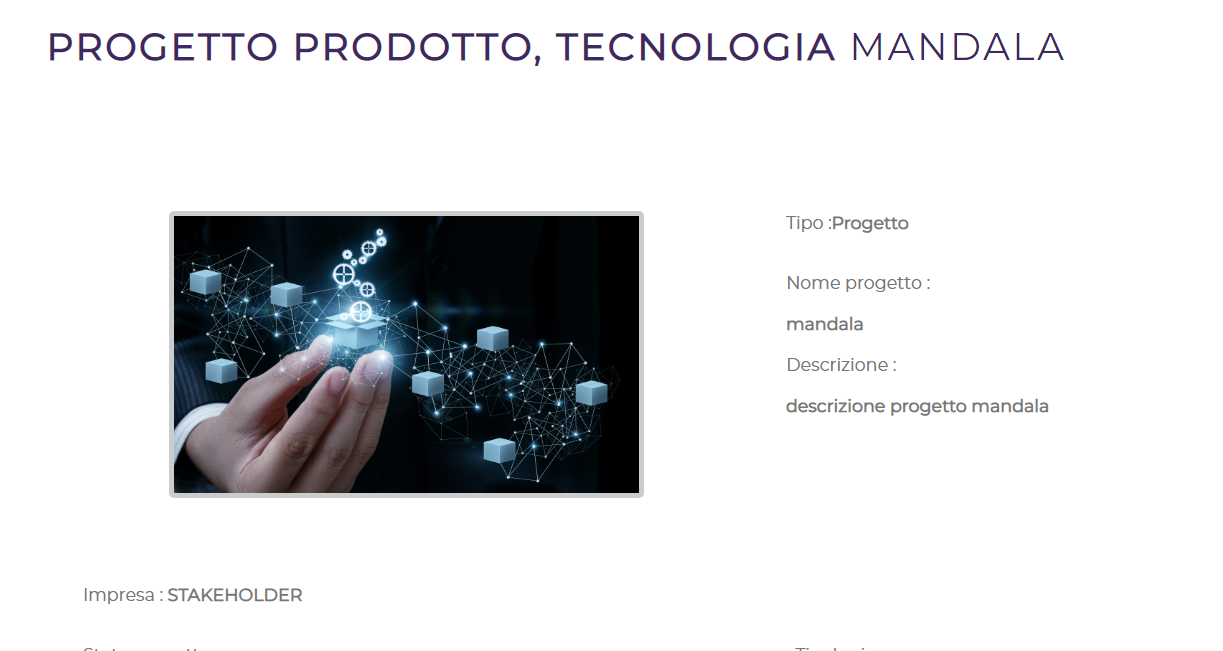 PROGETTO PRODOTTO, TECNOLOGIA MANDALA
Tipo :Progetto
Nome progetto :
mandala
Descrizione :
descrizione progetto mandala
Impresa : STAKEHOLDER